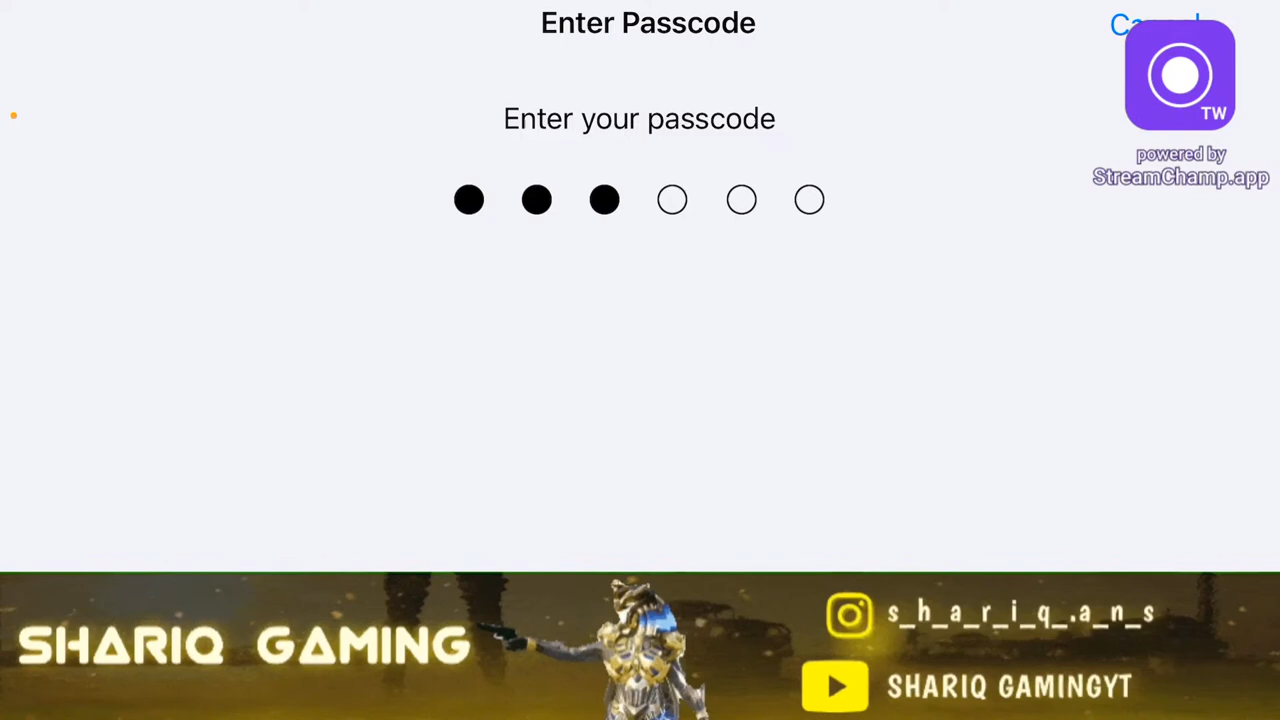 Enter Passcode
Enter your passcode
TW
powered by
StreamChamp.app
SHARIQ GAMING
s_h_a_r_i_q_.a_n_s
SHARIQ GAMINGYT